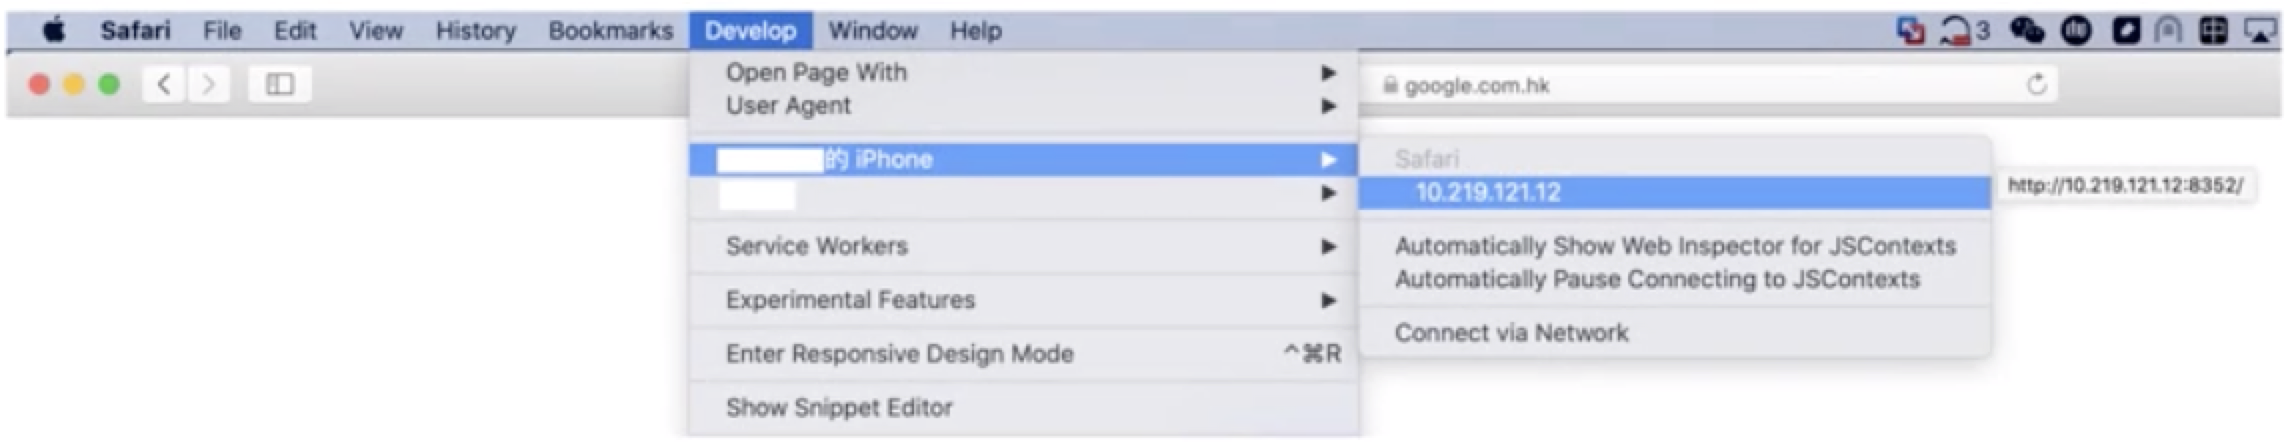 Safari File Edit View History Bookmarks Develop Window Help 3
google.com.hk
Open Page With
User Agent
的 iPhone
Service Workers
Experimental Features
Enter Responsive Design Mode ^⌘R
Show Snippet Editor
Safari
10.219.121.12
Automatically Show Web Inspector for JSContexts
Automatically Pause Connecting to JSContexts
Connect via Network
http://10.219.121.12:8352/